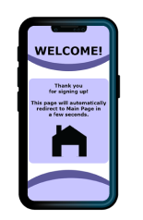 WELCOME!
Thank you
for signing up!
This page will automatically
redirect to Main Page in
a few seconds.